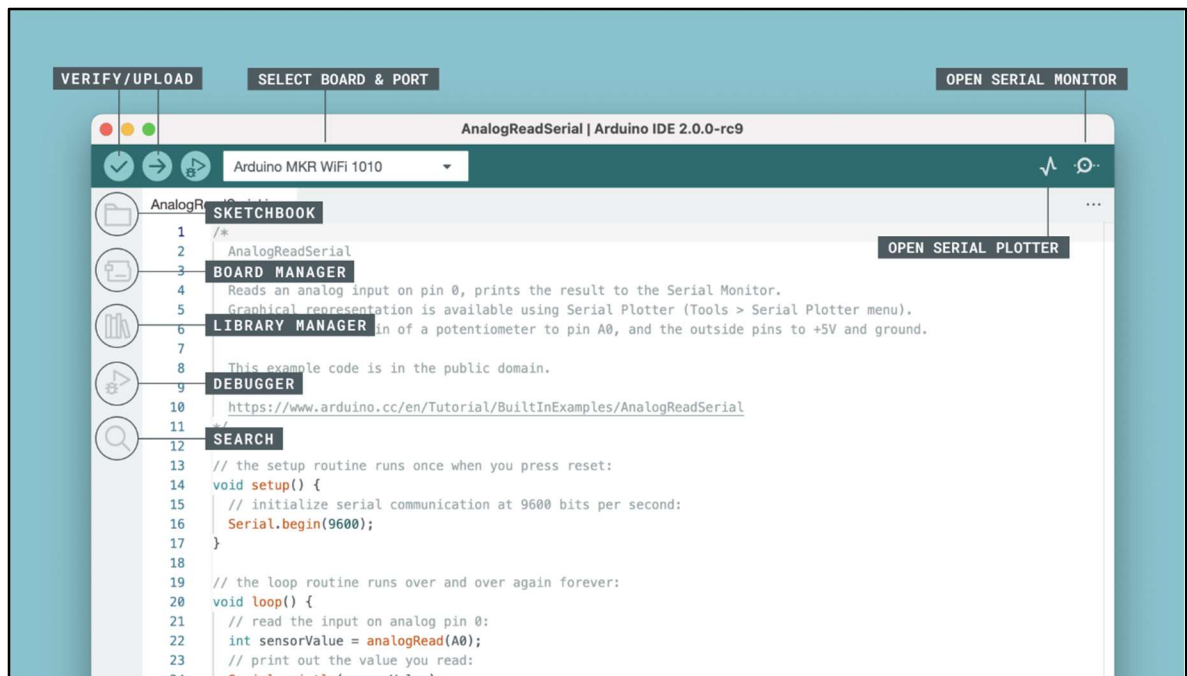 VERIFY/UPLOAD
SELECT BOARD & PORT
OPEN SERIAL MONITOR
AnalogReadSerial | Arduino IDE 2.0.0-rc9
Arduino MKR WiFi 1010
AnalogR
...
SKETCHBOOK
1 /*
OPEN SERIAL PLOTTER
2 AnalogReadSerial
3
BOARD MANAGER
4 Reads an analog input on pin 0, prints the result to the Serial Monitor.
5 Graphical representation is available using Serial Plotter (Tools > Serial Plotter menu).
LIBRARY MANAGER
6 of a potentiometer to pin A0, and the outside pins to +5V and ground.
7
8 This example code is in the public domain.
9
DEBUGGER
10 https://www.arduino.cc/en/Tutorial/BuiltInExamples/AnalogReadSerial
11 */
SEARCH
12
13 // the setup routine runs once when you press reset:
14 void setup() {
15 // initialize serial communication at 9600 bits per second:
16 Serial.begin(9600);
17 }
18
19 // the loop routine runs over and over again forever:
20 void loop() {
21 // read the input on analog pin 0:
22 int sensorValue = analogRead(A0);
23 // print out the value you read: